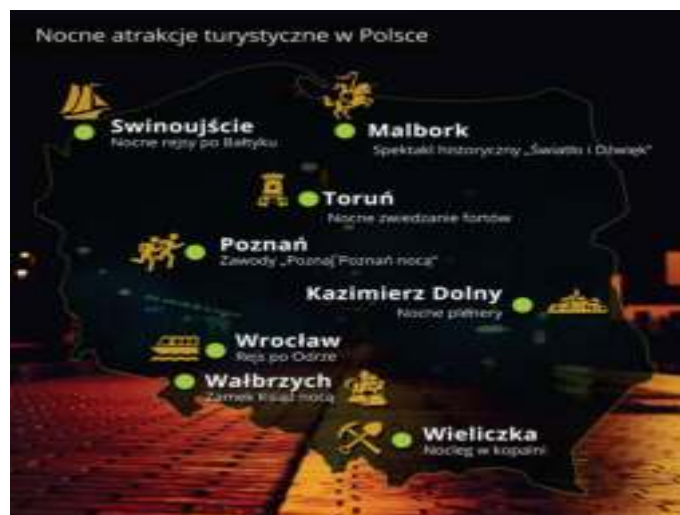 Nocne atrakcje turystyczne w Polsce
Swinoujście
Nocne rejsy po Bałtyku
Malbork
Spektakl historyczny „Światło i Dźwięk”
Toruń
Nocne zwiedzanie fortów
Poznań
Zawody „Poznaj Poznań nocą”
Kazimierz Dolny
Nocne plenery
Wrocław
Rejs po Odrze
Wałbrzych
Zamek Książ nocą
Wieliczka
Nocleg w kopalni